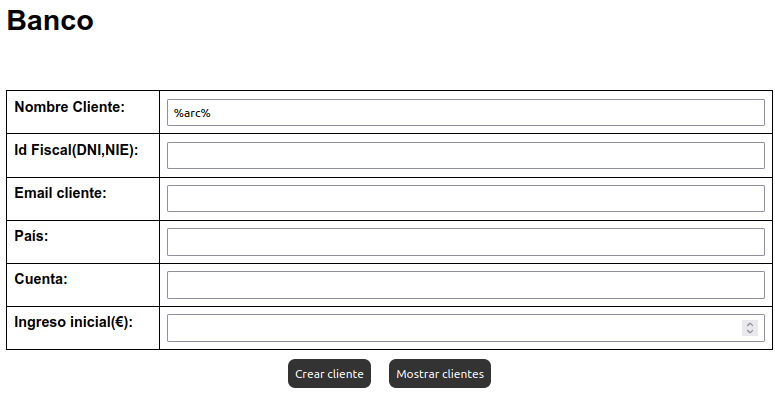 Banco
Nombre Cliente: %arc%
Id Fiscal(DNI,NIE):
Email cliente:
País:
Cuenta:
Ingreso inicial(€):
Crear cliente Mostrar clientes